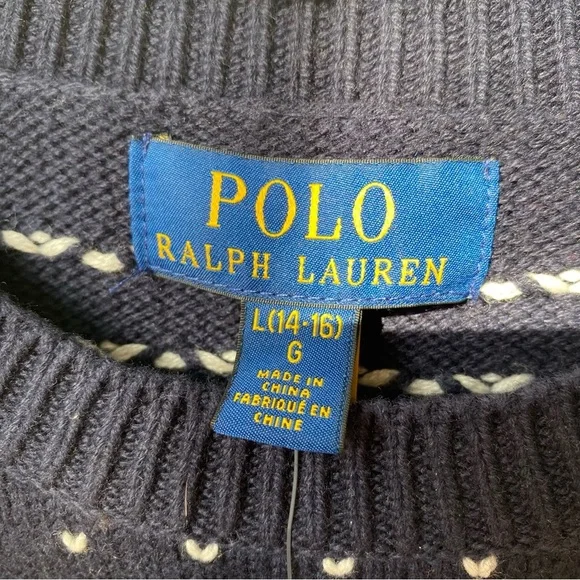 POLO
RALPH LAUREN
L(14-16)
G
MADE IN
CHINA
FABRIQUÉ EN
CHINE